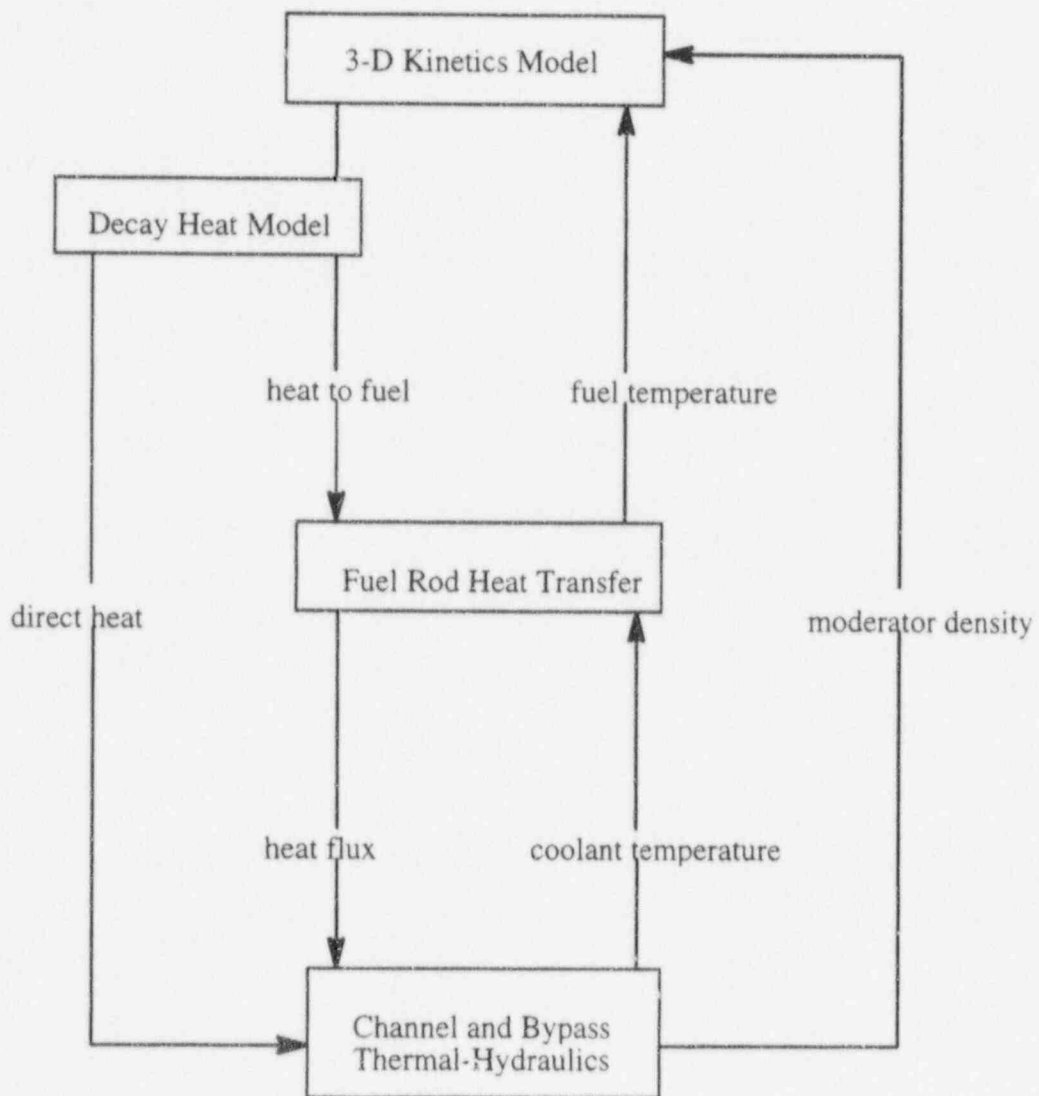 3-D Kinetics Model
Decay Heat Model
heat to fuel
fuel temperature
Fuel Rod Heat Transfer
direct heat
moderator density
heat flux
coolant temperature
Channel and Bypass
Thermal-Hydraulics